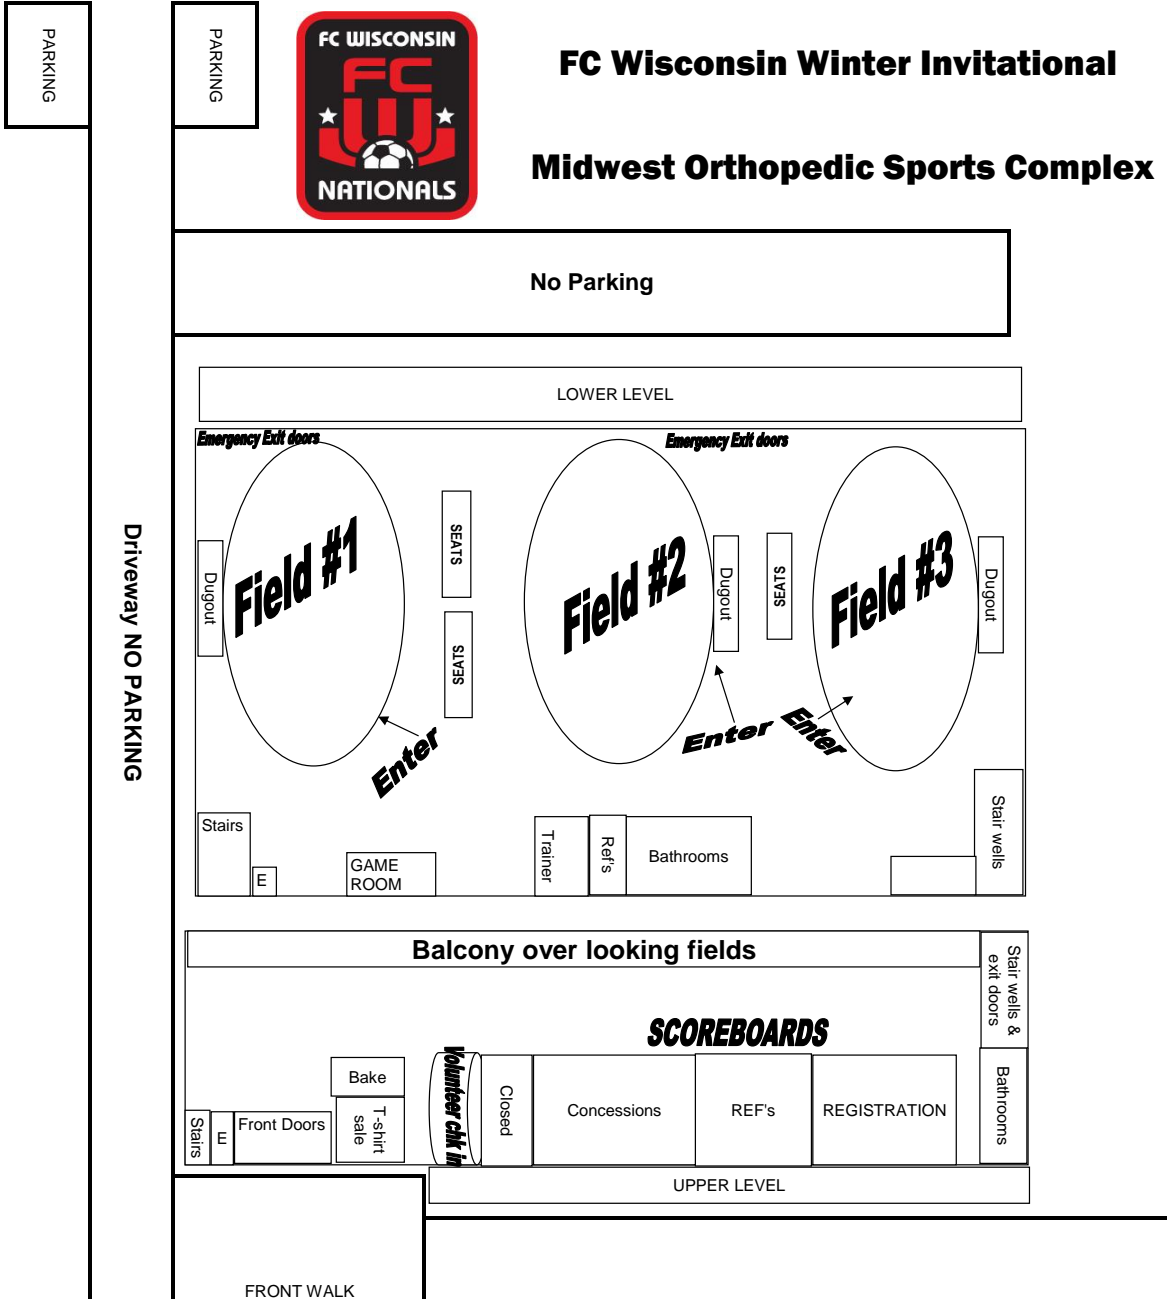 PARKING
PARKING
FC WISCONSIN
FC
W
NATIONALS
FC Wisconsin Winter Invitational
Midwest Orthopedic Sports Complex
No Parking
LOWER LEVEL
Emergency Exit doors
Emergency Exit doors
Driveway NO PARKING
Dugout
Field #1
SEATS
SEATS
Field #2
Dugout
SEATS
Field #3
Dugout
Enter
Enter
Enter
Stairs
E
GAME
ROOM
Trainer
Ref's
Bathrooms
Stair wells
Balcony over looking fields
Stair wells &
exit doors
SCOREBOARDS
Stairs
E
Front Doors
Bake
T-shirt
sale
Volunteer chk in
Closed
Concessions
REF's
REGISTRATION
Bathrooms
UPPER LEVEL
FRONT WALK